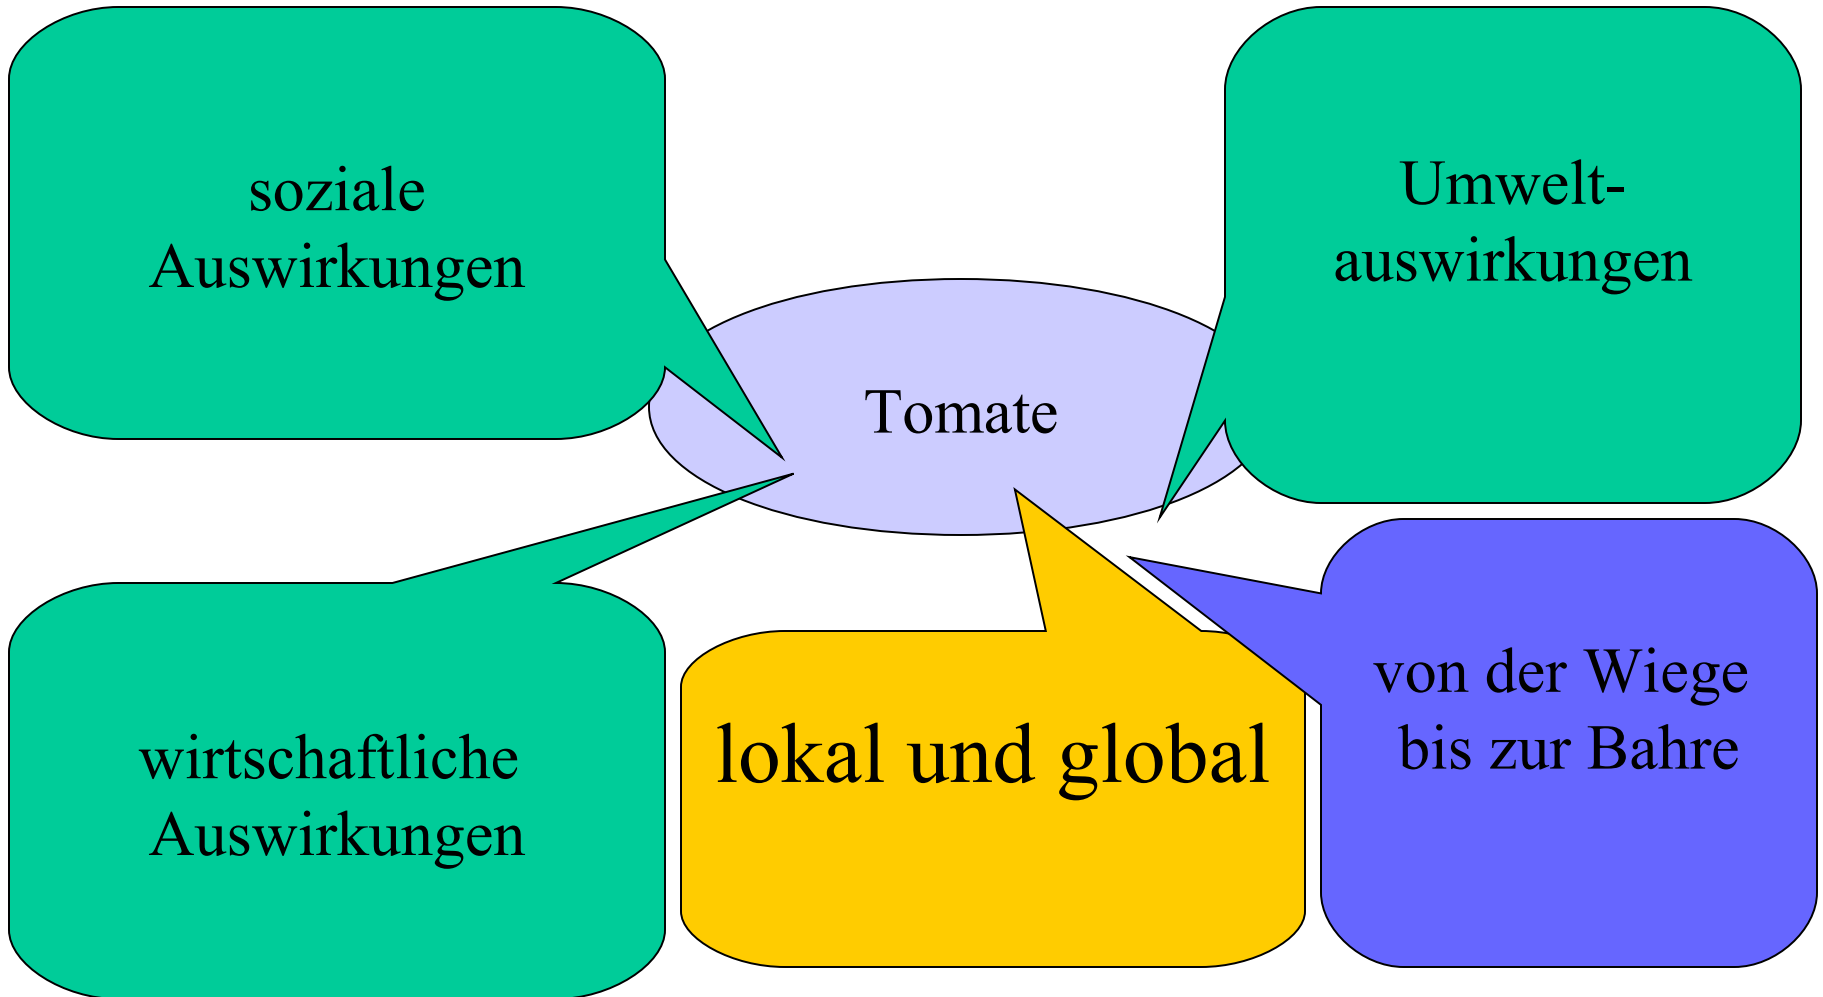 soziale
Auswirkungen
Umwelt-
auswirkungen
Tomate
wirtschaftliche
Auswirkungen
lokal und global
von der Wiege
bis zur Bahre